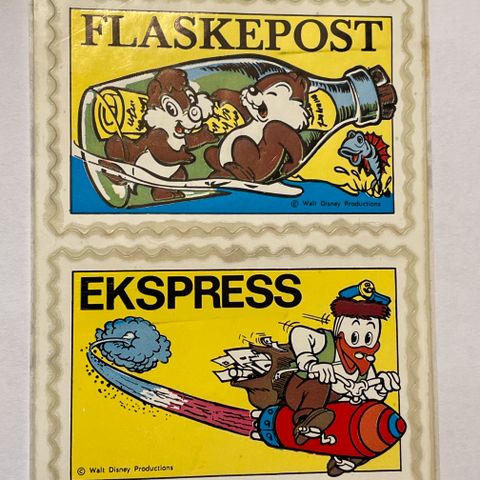 FLASKEPOST
© Walt Disney Productions
EKSPRESS
© Walt Disney Productions